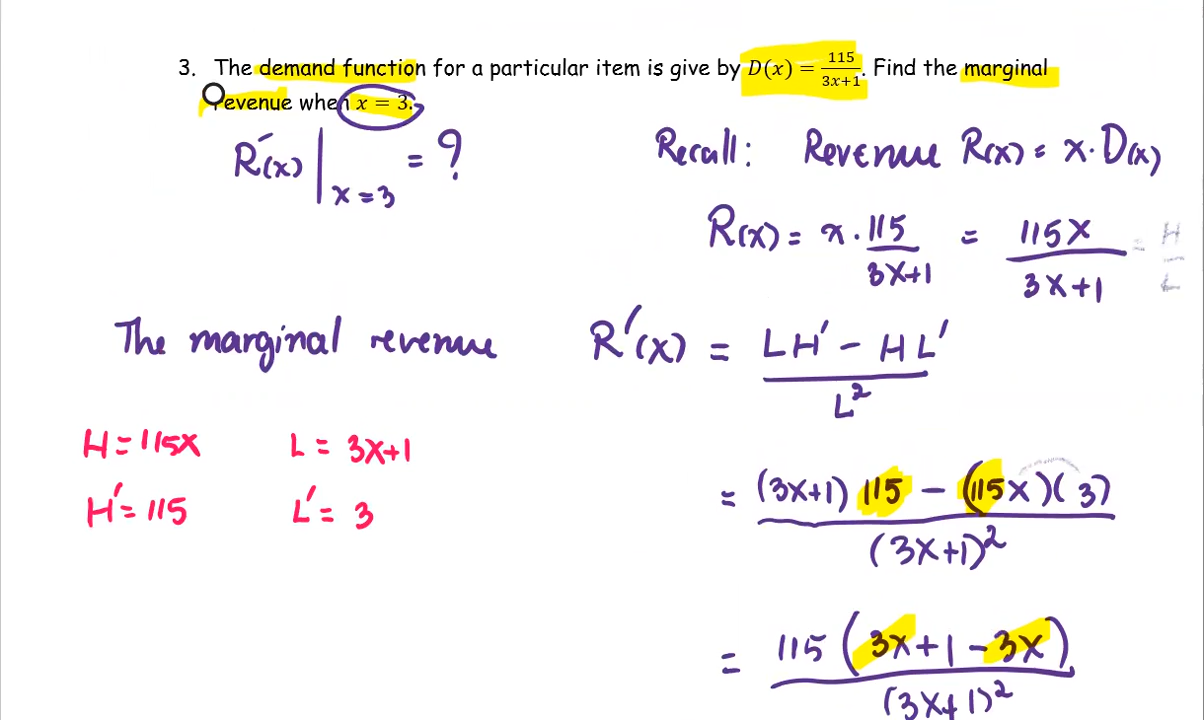 3. The demand function for a particular item is give by D(x) = 115/(3x+1). Find the marginal
revenue when x = 3.
R'(x) |x=3 = ?
Recall: Revenue R(x) = x · D(x)
R(x) = x · 115/(3x+1) = 115x/(3x+1) = H/L
The marginal revenue R'(x) = (LH' - HL')/L²
H = 115x L = 3x+1
H' = 115 L' = 3
= ((3x+1) 115 - (115x)(3))/(3x+1)²
= 115 (3x+1-3x)/(3x+1)²